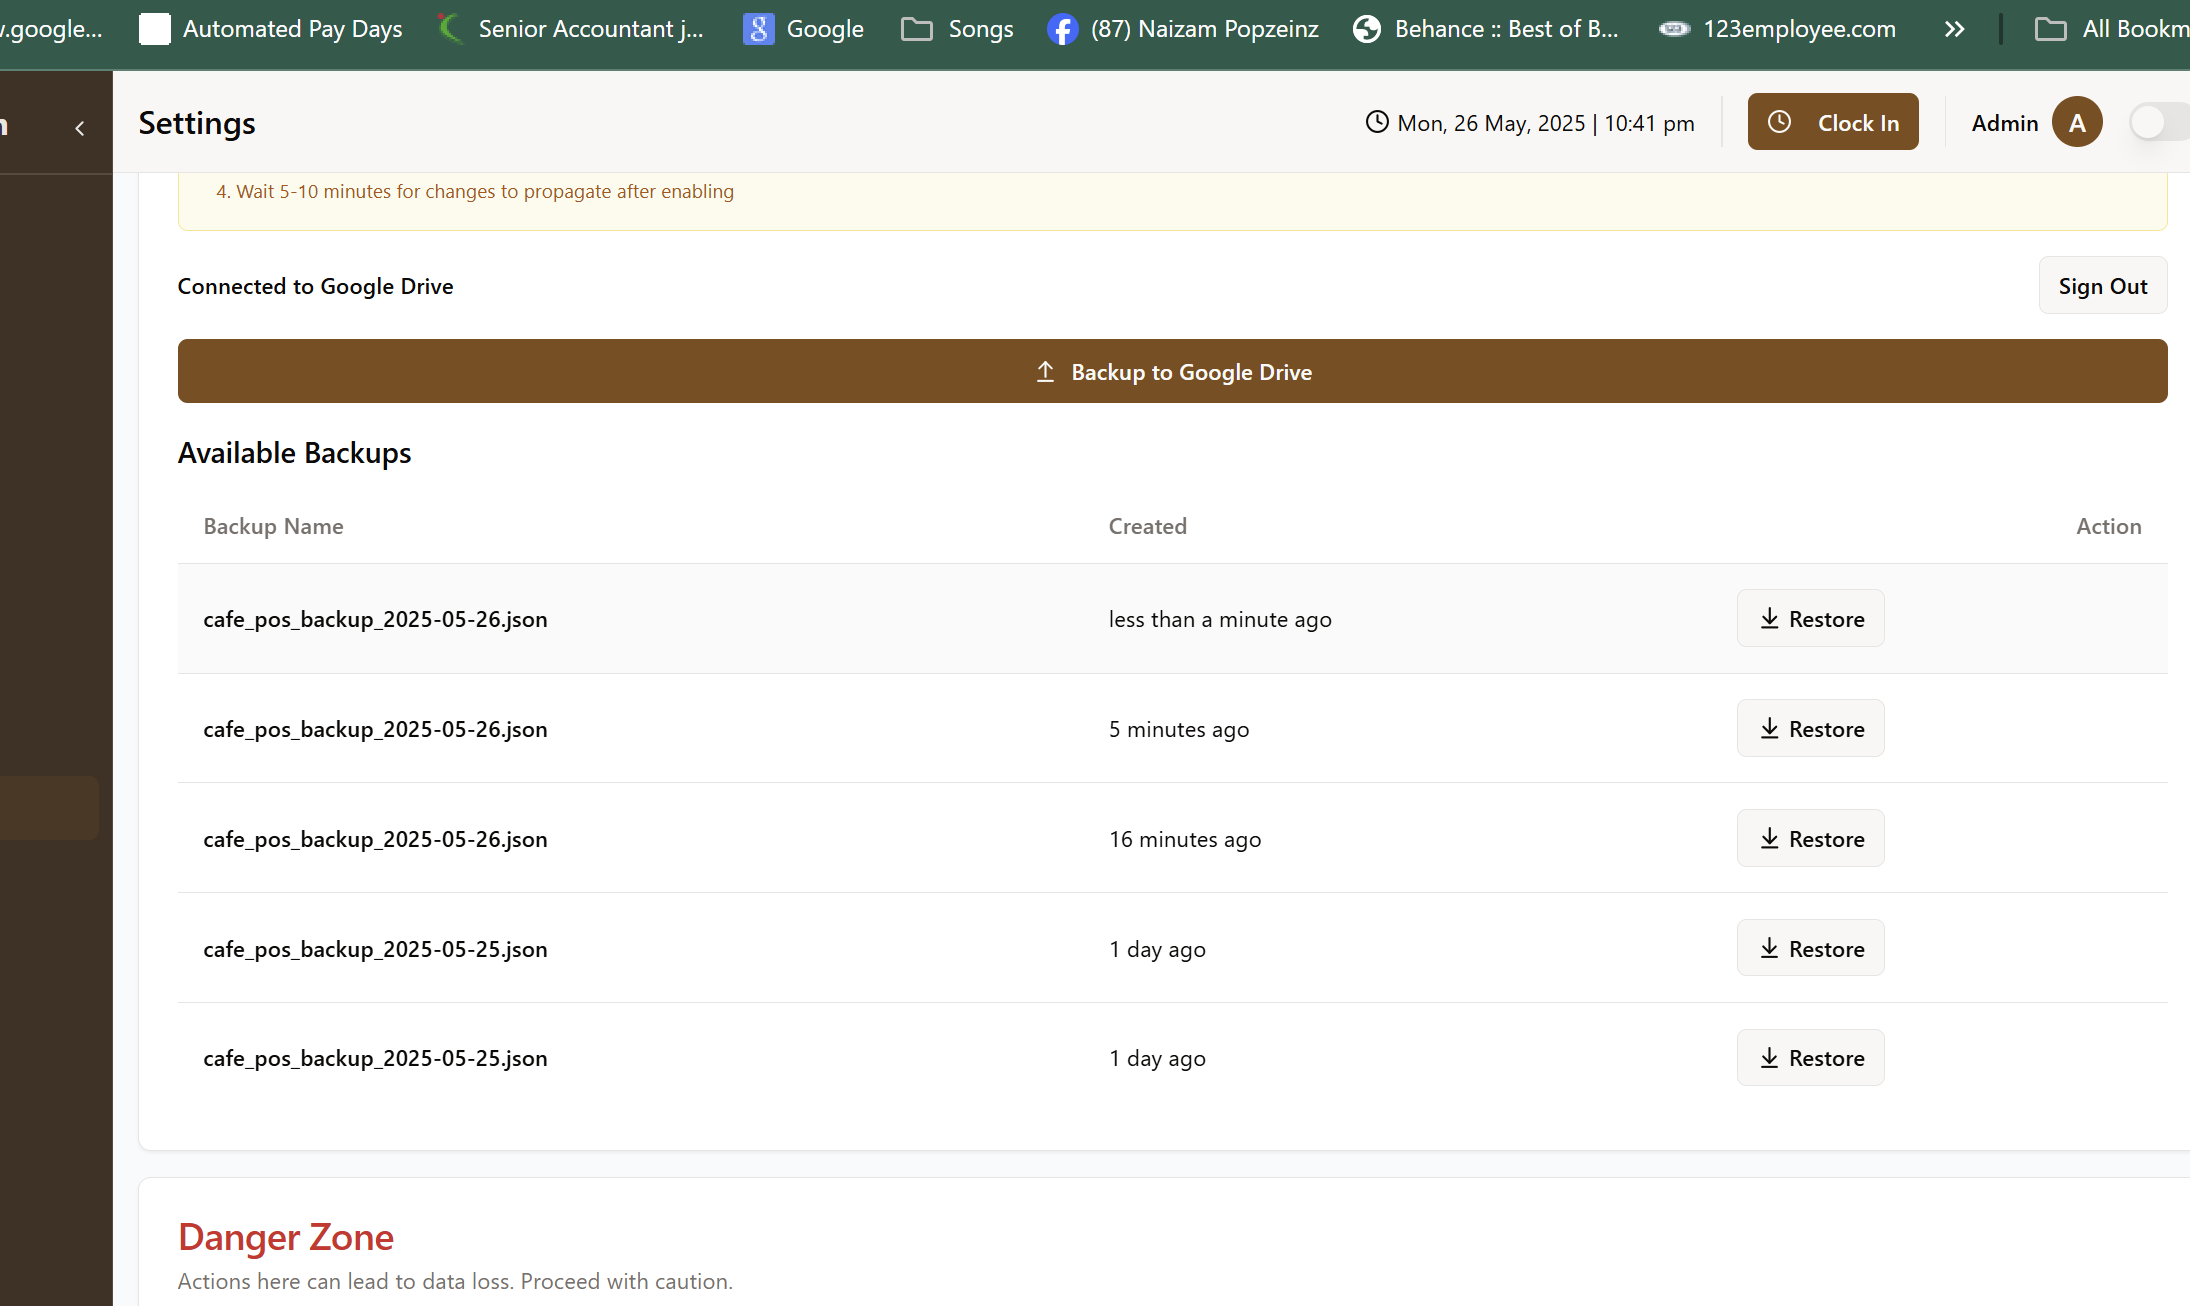 .google...
Automated Pay Days
Senior Accountant j...
Google
Songs
(87) Naizam Popzeinz
Behance :: Best of B...
123employee.com
All Bookm
Settings
Mon, 26 May, 2025 | 10:41 pm
Clock In
Admin
A
4. Wait 5-10 minutes for changes to propagate after enabling
Connected to Google Drive
Sign Out
Backup to Google Drive
Available Backups
Backup Name Created Action
cafe_pos_backup_2025-05-26.json less than a minute ago Restore
cafe_pos_backup_2025-05-26.json 5 minutes ago Restore
cafe_pos_backup_2025-05-26.json 16 minutes ago Restore
cafe_pos_backup_2025-05-25.json 1 day ago Restore
cafe_pos_backup_2025-05-25.json 1 day ago Restore
Danger Zone
Actions here can lead to data loss. Proceed with caution.